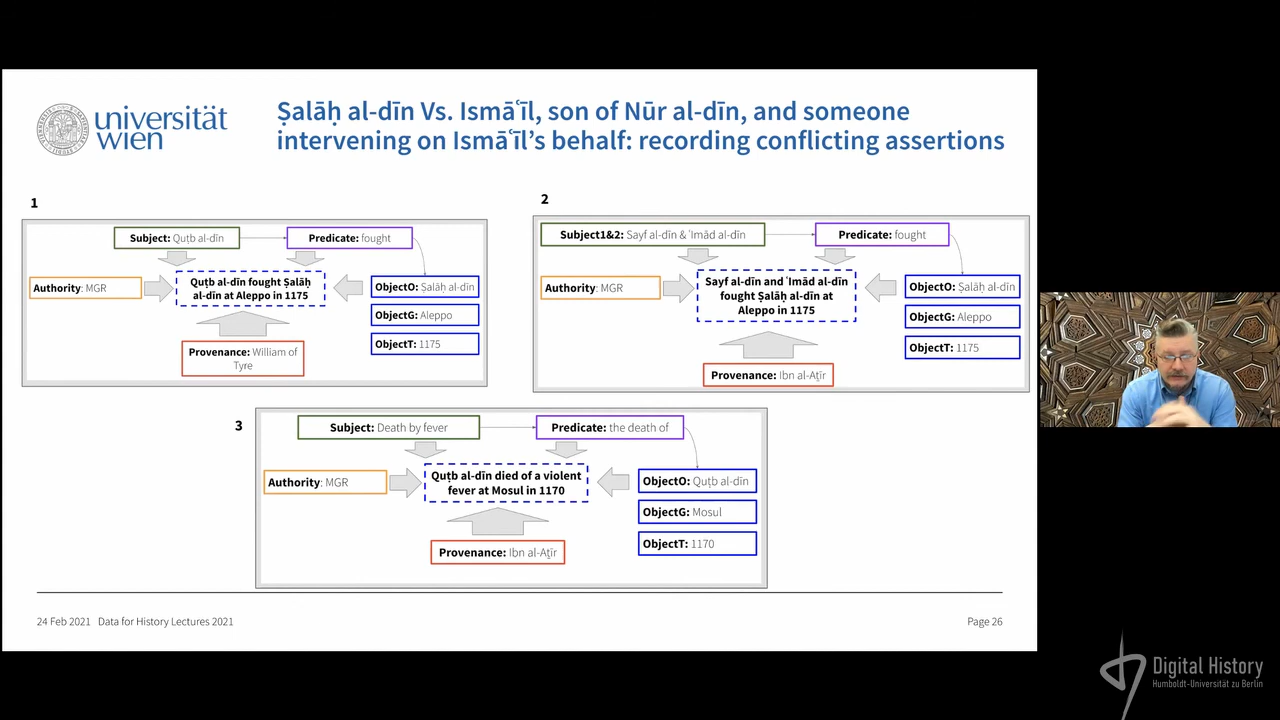 universität
wien
Ṣalāḥ al-dīn Vs. Ismāʿīl, son of Nūr al-dīn, and someone
intervening on Ismāʿīl’s behalf: recording conflicting assertions
1
Subject: Quṭb al-dīn
Predicate: fought
Authority: MGR
Quṭb al-dīn fought Ṣalāḥ
al-dīn at Aleppo in 1175
ObjectO: Ṣalāḥ al-dīn
ObjectG: Aleppo
ObjectT: 1175
Provenance: William of
Tyre
2
Subject1&2: Sayf al-dīn & ʿImād al-dīn
Predicate: fought
Authority: MGR
Sayf al-dīn and ʿImād al-dīn
fought Ṣalāḥ al-dīn at
Aleppo in 1175
ObjectO: Ṣalāḥ al-dīn
ObjectG: Aleppo
ObjectT: 1175
Provenance: Ibn al-Aṯīr
3
Subject: Death by fever
Predicate: the death of
Authority: MGR
Quṭb al-dīn died of a violent
fever at Mosul in 1170
ObjectO: Quṭb al-dīn
ObjectG: Mosul
ObjectT: 1170
Provenance: Ibn al-Aṯīr
24 Feb 2021 Data for History Lectures 2021
Page 26
Digital History
Humboldt-Universität zu Berlin